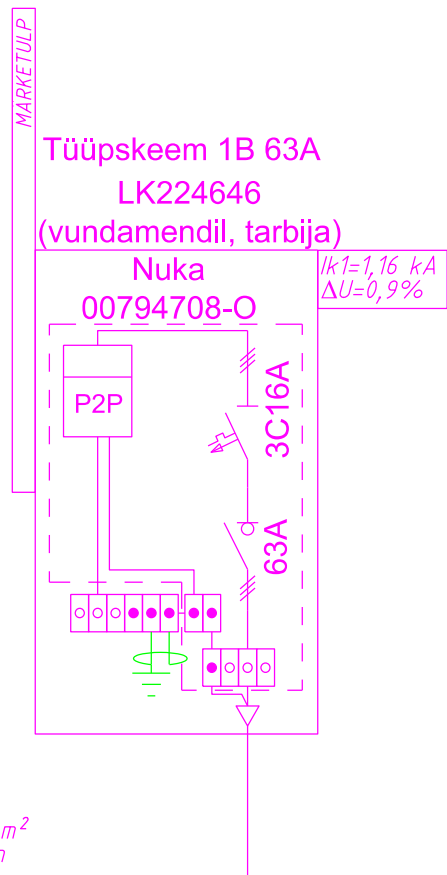 MARKETULP
Tüüpskeem 1B 63A
LK224646
(vundamendil, tarbija)
Nuka
00794708-O
Ik1=1,16 kA
ΔU=0,9%
P2P
3C16A
63A
m²